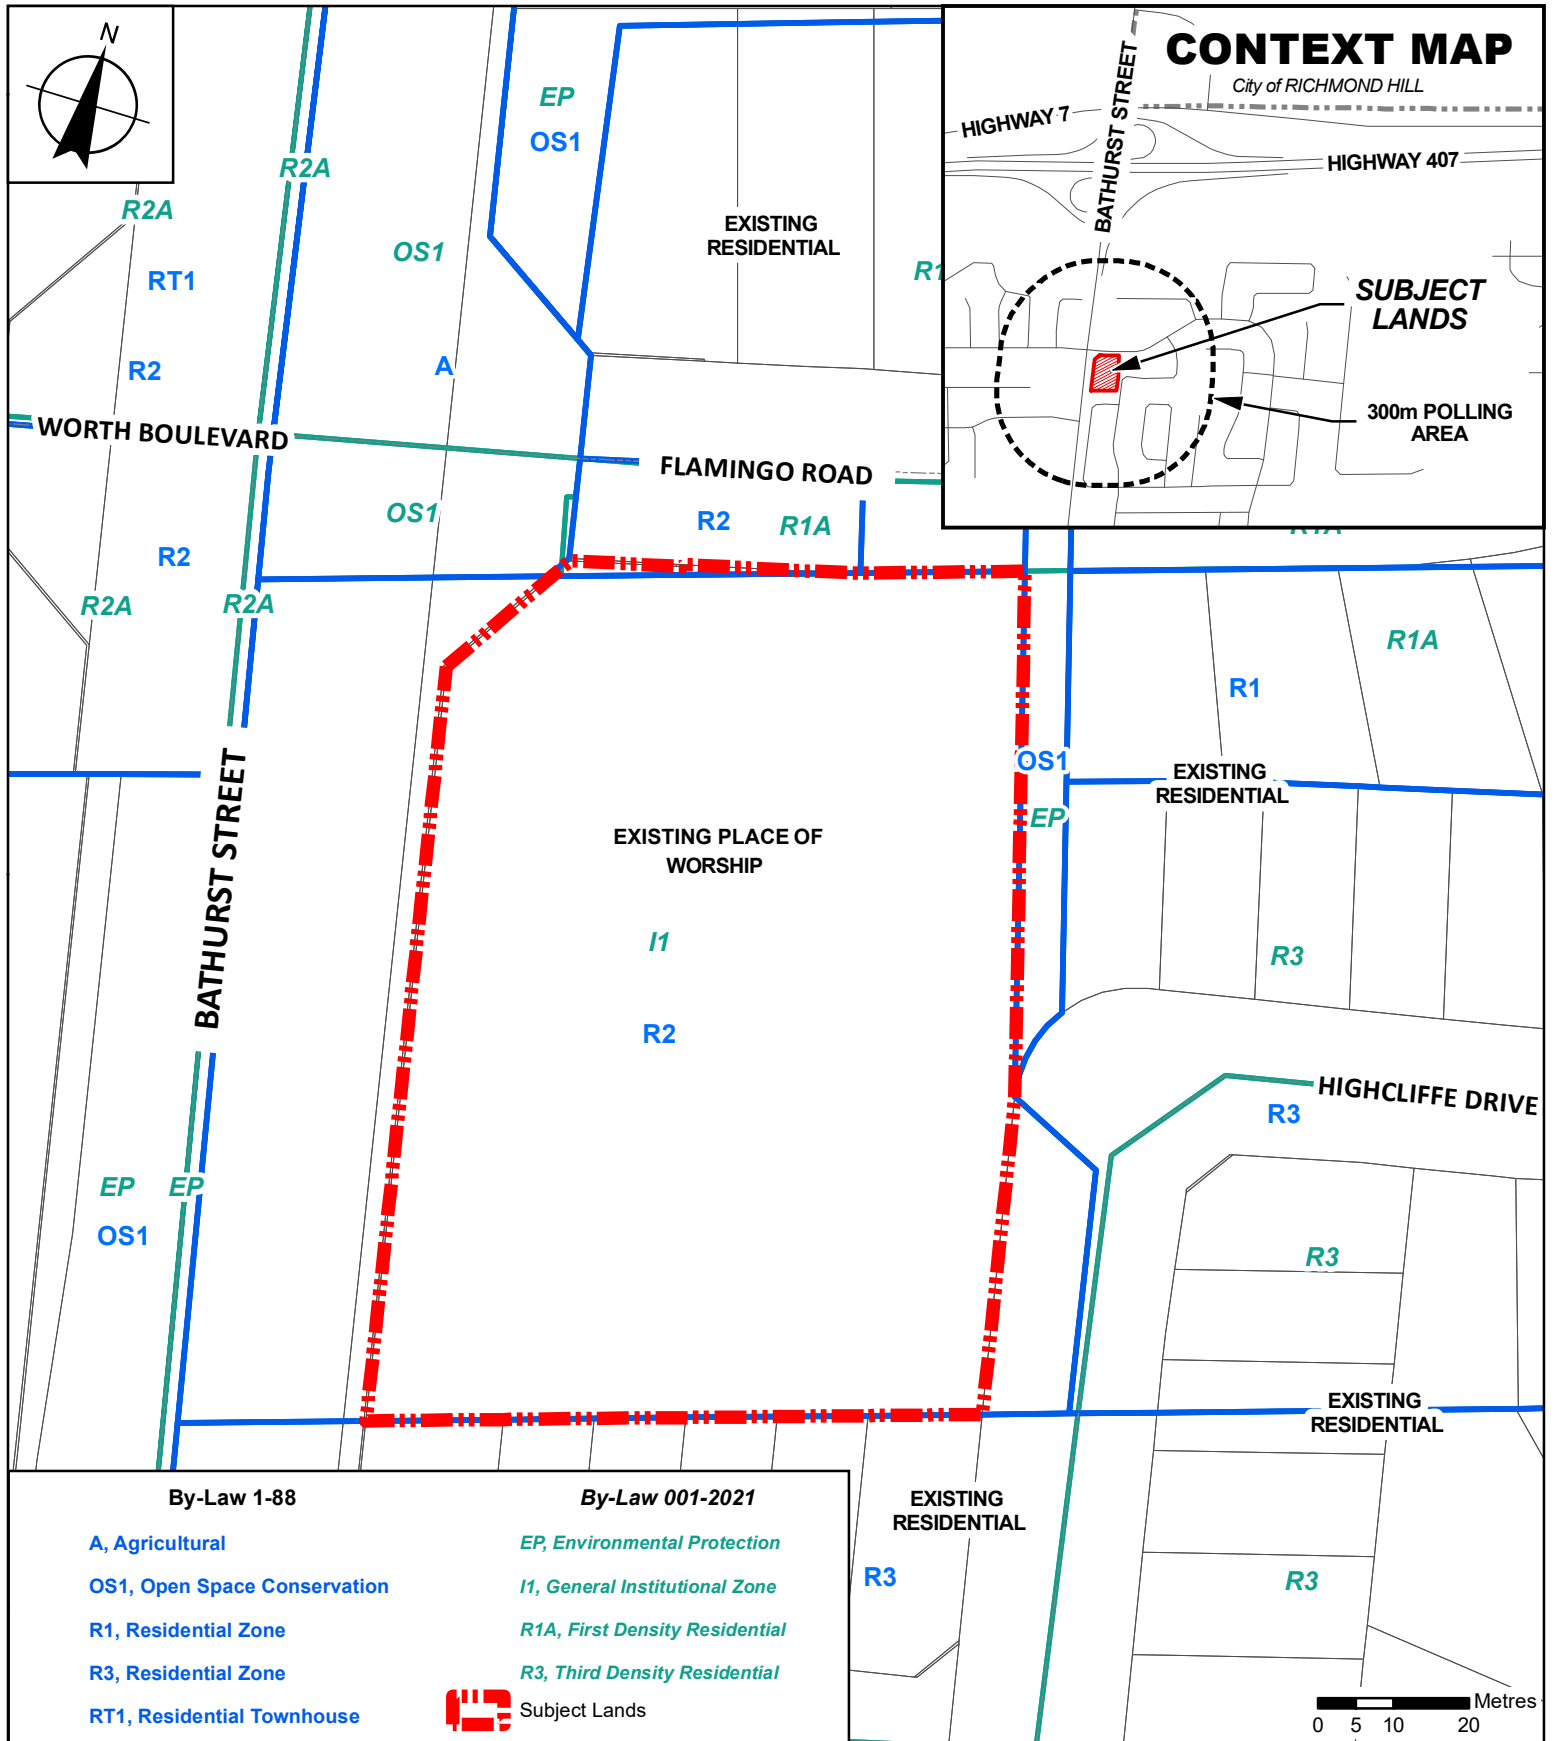 N
CONTEXT MAP
City of RICHMOND HILL
BATHURST STREET
HIGHWAY 7
HIGHWAY 407
SUBJECT
LANDS
300m POLLING
AREA
EP
OS1
R2A
R2A
RT1
OS1
EXISTING
RESIDENTIAL
R1
R2
A
WORTH BOULEVARD
FLAMINGO ROAD
OS1
R2
R1A
R1A
R2
R2A
R2A
R1A
R1
OS1
EXISTING
RESIDENTIAL
EP
BATHURST STREET
EXISTING PLACE OF
WORSHIP
I1
R3
R2
HIGHCLIFFE DRIVE
R3
EP
EP
OS1
R3
EXISTING
RESIDENTIAL
EXISTING
RESIDENTIAL
R3
R3
By-Law 1-88
A, Agricultural
OS1, Open Space Conservation
R1, Residential Zone
R3, Residential Zone
RT1, Residential Townhouse
By-Law 001-2021
EP, Environmental Protection
I1, General Institutional Zone
R1A, First Density Residential
R3, Third Density Residential
Subject Lands
Metres
0 5 10 20